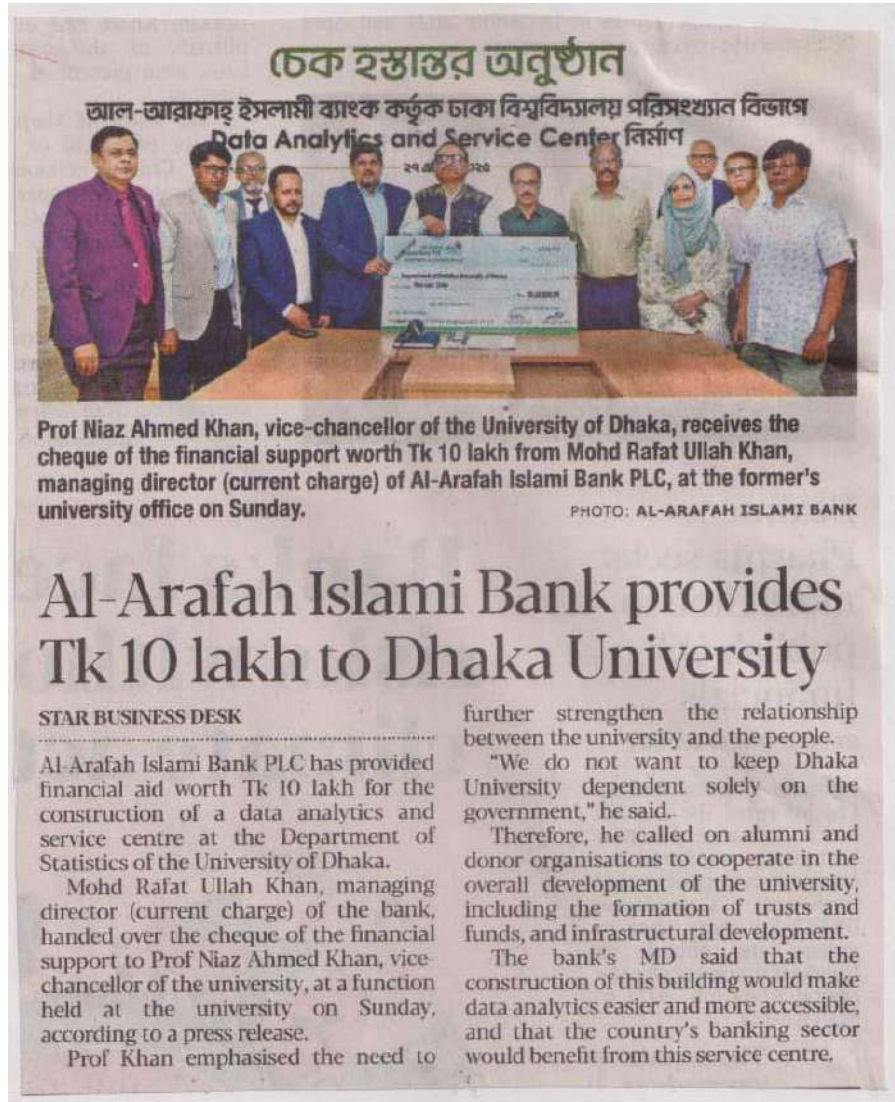 চেক হস্তান্তর অনুষ্ঠান
আল-আরাফাহ্ ইসলামী ব্যাংক কর্তৃক ঢাকা বিশ্ববিদ্যালয় পরিসংখ্যান বিভাগে
Data Analytics and Service Center নির্মাণ
Prof Niaz Ahmed Khan, vice-chancellor of the University of Dhaka, receives the
cheque of the financial support worth Tk 10 lakh from Mohd Rafat Ullah Khan,
managing director (current charge) of Al-Arafah Islami Bank PLC, at the former's
university office on Sunday.
PHOTO: AL-ARAFAH ISLAMI BANK
Al-Arafah Islami Bank provides
Tk 10 lakh to Dhaka University
STAR BUSINESS DESK
Al-Arafah Islami Bank PLC has provided
financial aid worth Tk 10 lakh for the
construction of a data analytics and
service centre at the Department of
Statistics of the University of Dhaka.
Mohd Rafat Ullah Khan, managing
director (current charge) of the bank,
handed over the cheque of the financial
support to Prof Niaz Ahmed Khan, vice-
chancellor of the university, at a function
held at the university on Sunday,
according to a press release.
Prof Khan emphasised the need to
further strengthen the relationship
between the university and the people.
"We do not want to keep Dhaka
University dependent solely on the
government," he said.
Therefore, he called on alumni and
donor organisations to cooperate in the
overall development of the university,
including the formation of trusts and
funds, and infrastructural development.
The bank's MD said that the
construction of this building would make
data analytics easier and more accessible,
and that the country's banking sector
would benefit from this service centre.